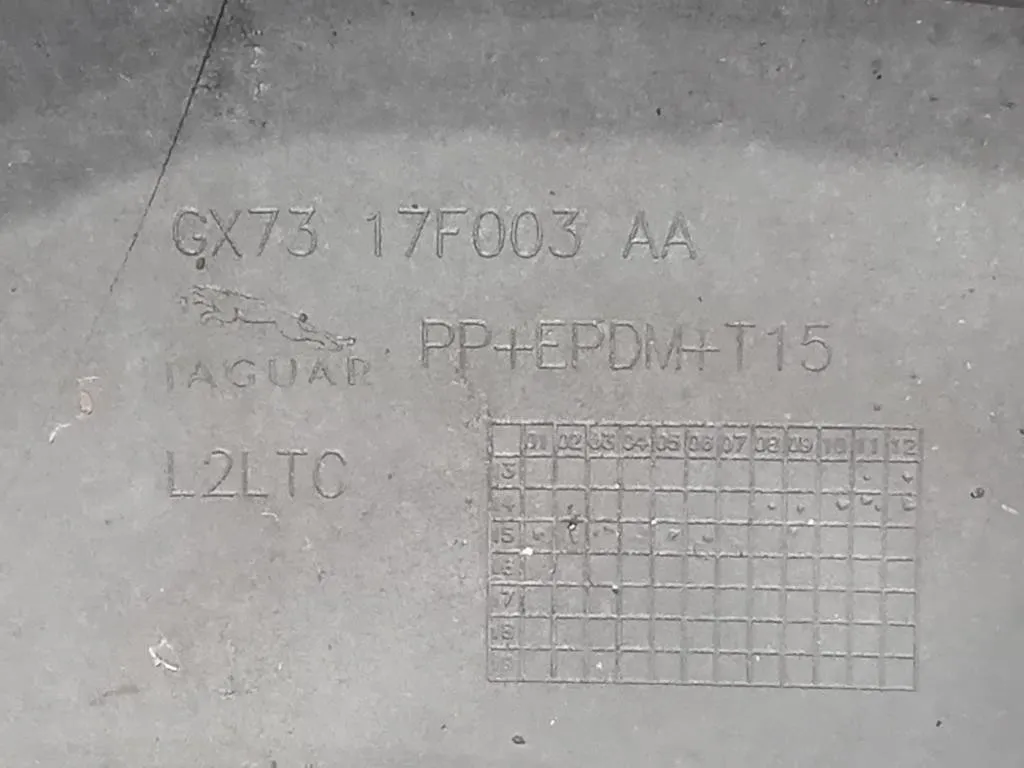 GX73 17F003 AA
JAGUAR PP+EPDM+T15
L2LTC
01 02 03 04 05 06 07 08 09 10 11 12